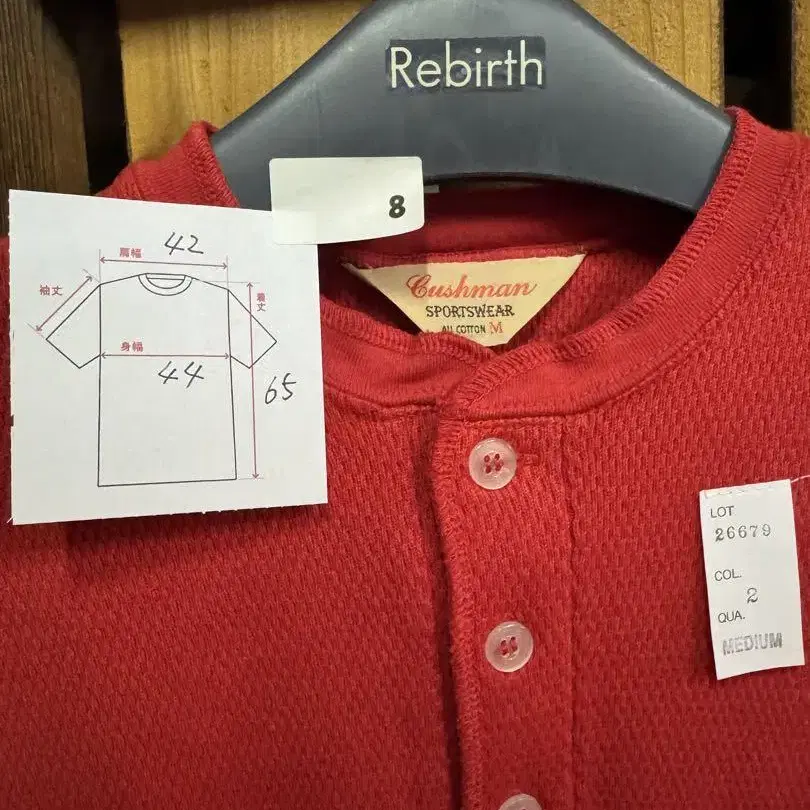 Rebirth
8
肩幅 42
袖丈
着丈
身幅
44
65
Cushman
SPORTSWEAR
ALL COTTON M
LOT
26679
COL.
2
QUA.
MEDIUM